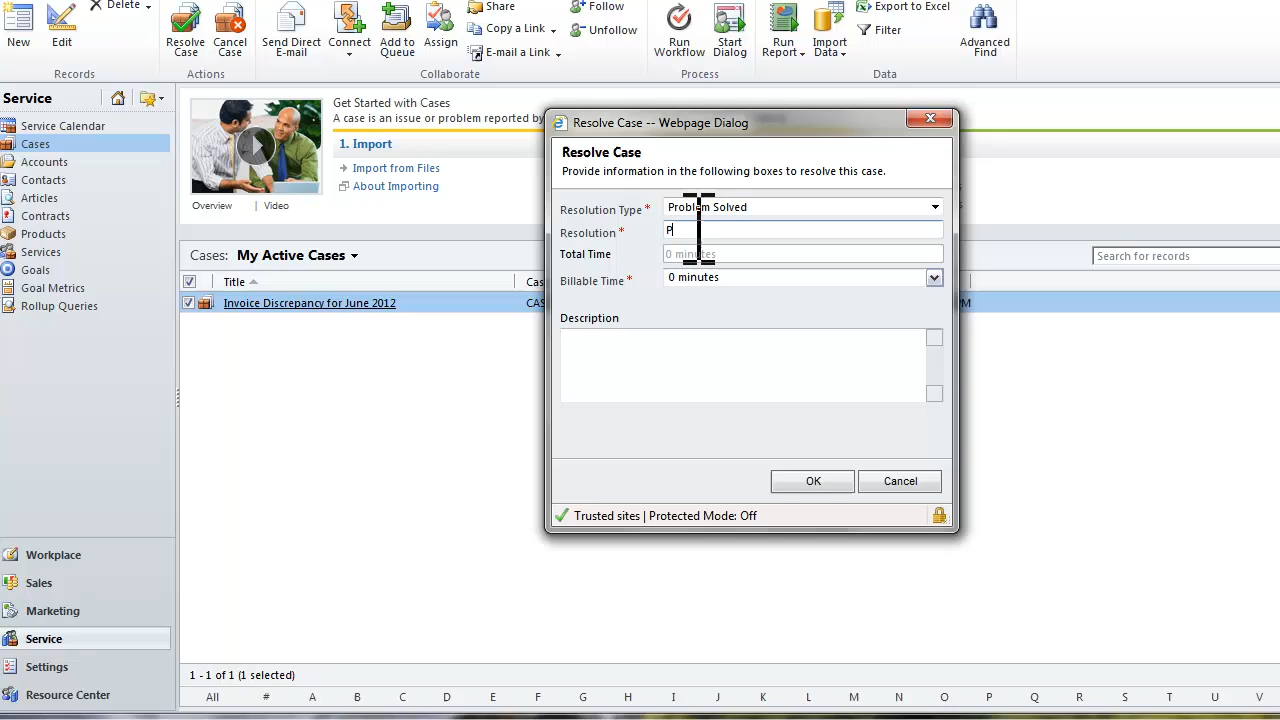 New
Edit
Delete
Records
Resolve Case
Cancel Case
Actions
Send Direct E-mail
Connect
Add to Queue
Assign
Share
Copy a Link
E-mail a Link
Follow
Unfollow
Collaborate
Run Workflow
Start Dialog
Process
Run Report
Import Data
Export to Excel
Filter
Advanced Find
Data
Service
Service Calendar
Cases
Accounts
Contacts
Articles
Contracts
Products
Services
Goals
Goal Metrics
Rollup Queries
Workplace
Sales
Marketing
Service
Settings
Resource Center
Get Started with Cases
A case is an issue or problem reported by
1. Import
Import from Files
About Importing
Overview | Video
Cases: My Active Cases
Search for records
Title
Cas
Invoice Discrepancy for June 2012
CAS
PM
Resolve Case -- Webpage Dialog
Resolve Case
Provide information in the following boxes to resolve this case.
Resolution Type * Problem Solved
Resolution * P
Total Time 0 minutes
Billable Time * 0 minutes
Description
OK Cancel
Trusted sites | Protected Mode: Off
1 - 1 of 1 (1 selected)
All # A B C D E F G H I J K L M N O P Q R S T U V